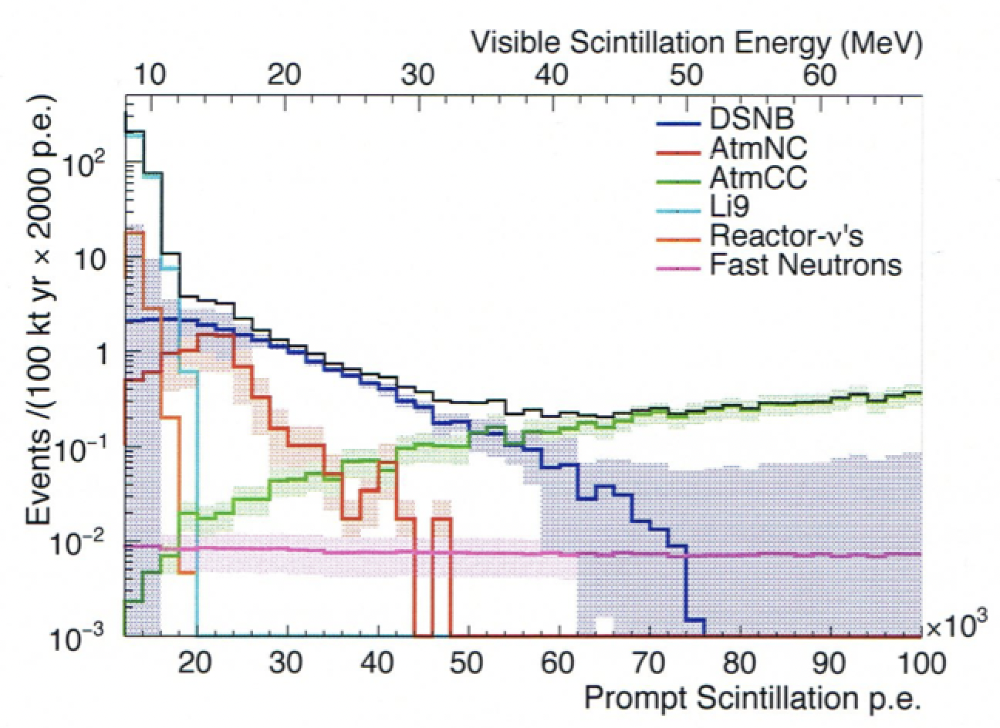 Visible Scintillation Energy (MeV)
10 20 30 40 50 60
Events /(100 kt yr × 2000 p.e.)
10²
10
1
10⁻¹
10⁻²
10⁻³
DSNB
AtmNC
AtmCC
Li9
Reactor-ν's
Fast Neutrons
20 30 40 50 60 70 80 90 100
×10³
Prompt Scintillation p.e.